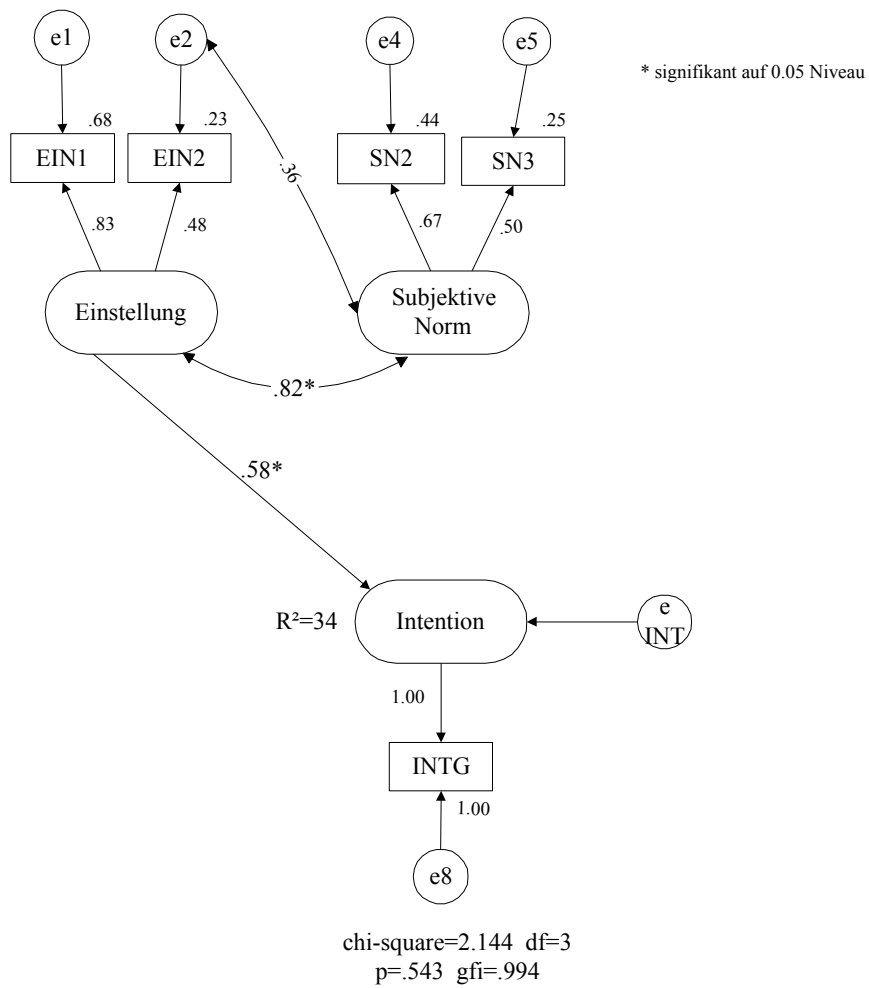 e1
e2
e4
e5
* signifikant auf 0.05 Niveau
.68
.23
.44
.25
EIN1
EIN2
SN2
SN3
.36
.83
.48
.67
.50
Einstellung
Subjektive
Norm
.82*
.58*
R²=34
Intention
e
INT
1.00
INTG
1.00
e8
chi-square=2.144 df=3
p=.543 gfi=.994